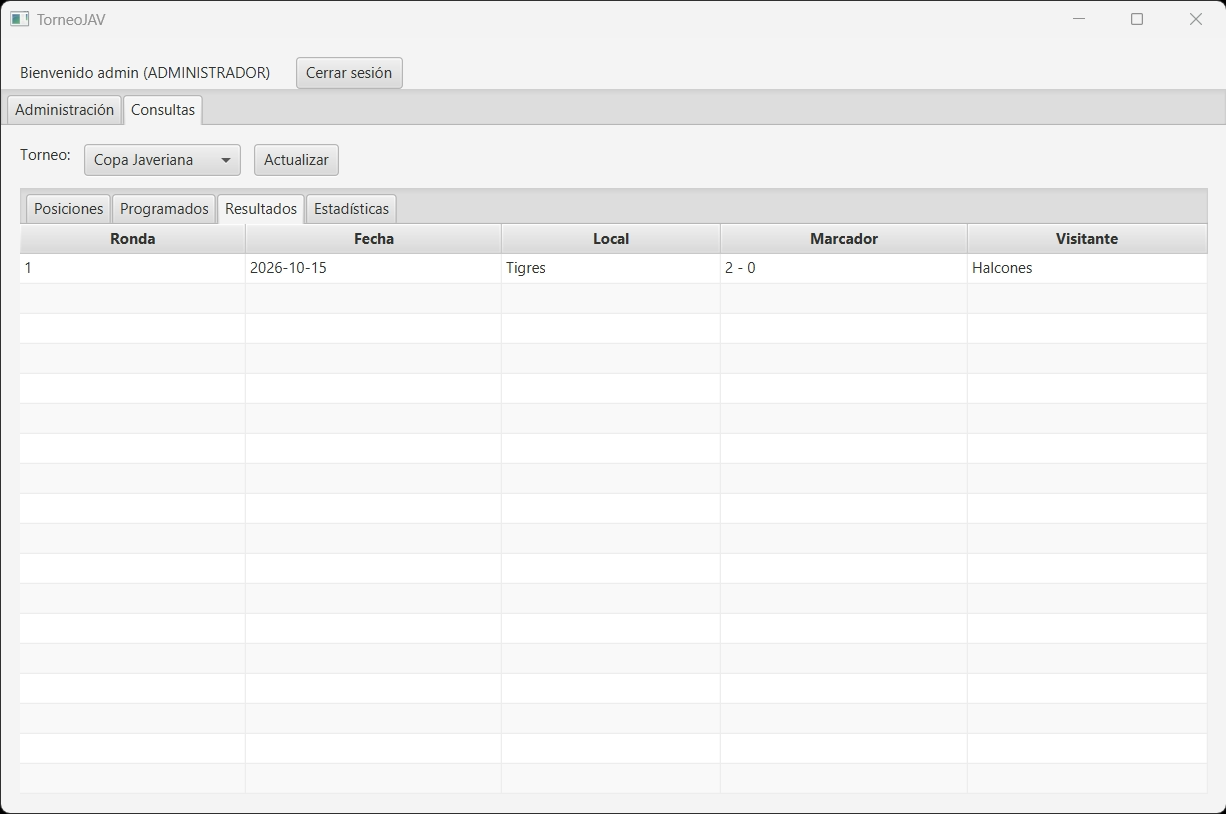 TorneoJAV
Bienvenido admin (ADMINISTRADOR) Cerrar sesión
Administración Consultas
Torneo: Copa Javeriana Actualizar
Posiciones Programados Resultados Estadísticas
Ronda Fecha Local Marcador Visitante
1 2026-10-15 Tigres 2 - 0 Halcones